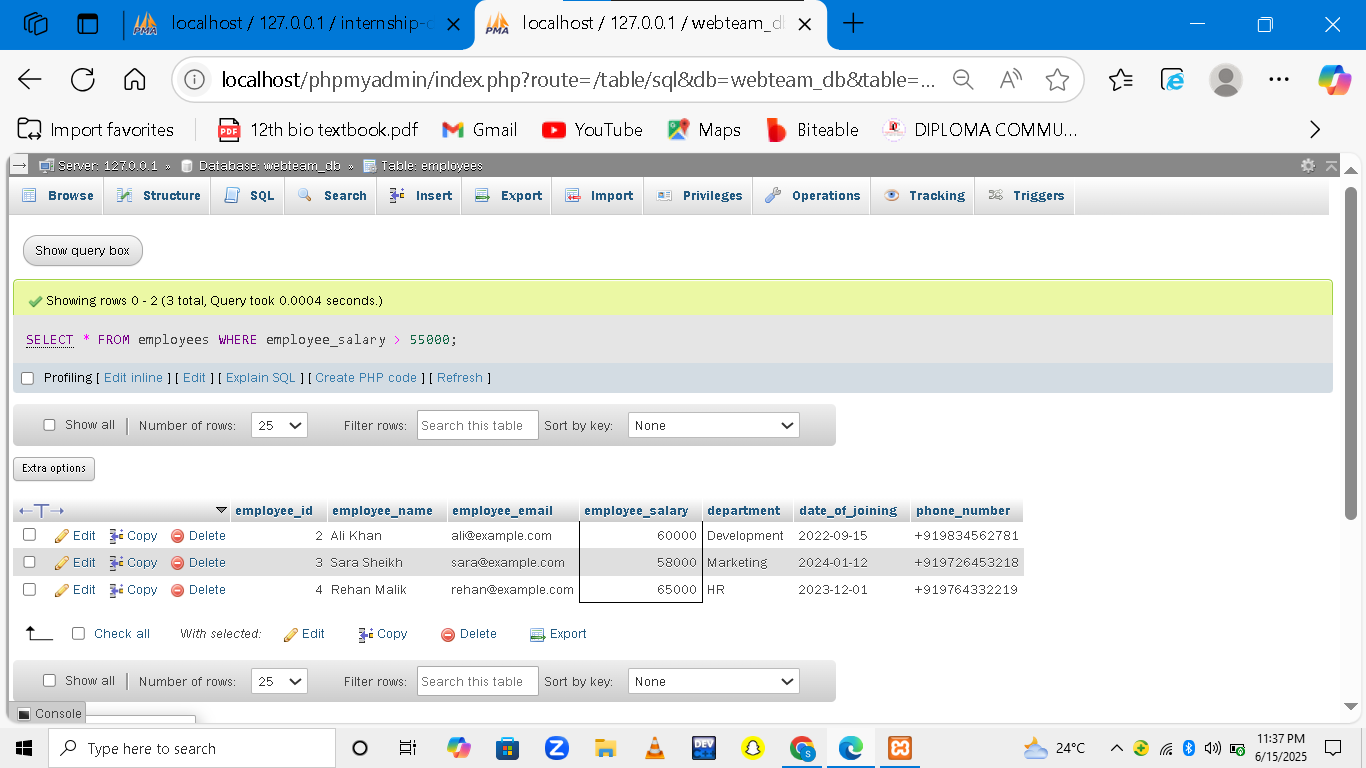 localhost / 127.0.0.1 / internship-
localhost / 127.0.0.1 / webteam_d
localhost/phpmyadmin/index.php?route=/table/sql&db=webteam_db&table=...
Import favorites
PDF 12th bio textbook.pdf
Gmail
YouTube
Maps
Biteable
DIPLOMA COMMU...
Server: 127.0.0.1 » Database: webteam_db » Table: employees
Browse Structure SQL Search Insert Export Import Privileges Operations Tracking Triggers
Show query box
Showing rows 0 - 2 (3 total, Query took 0.0004 seconds.)
SELECT * FROM employees WHERE employee_salary > 55000;
Profiling [ Edit inline ] [ Edit ] [ Explain SQL ] [ Create PHP code ] [ Refresh ]
Show all | Number of rows: 25 Filter rows: Search this table Sort by key: None
Extra options
employee_id employee_name employee_email employee_salary department date_of_joining phone_number
Edit Copy Delete 2 Ali Khan ali@example.com 60000 Development 2022-09-15 +919834562781
Edit Copy Delete 3 Sara Sheikh sara@example.com 58000 Marketing 2024-01-12 +919726453218
Edit Copy Delete 4 Rehan Malik rehan@example.com 65000 HR 2023-12-01 +919764332219
Check all With selected: Edit Copy Delete Export
Show all | Number of rows: 25 Filter rows: Search this table Sort by key: None
Console
Type here to search
24°C
11:37 PM
6/15/2025